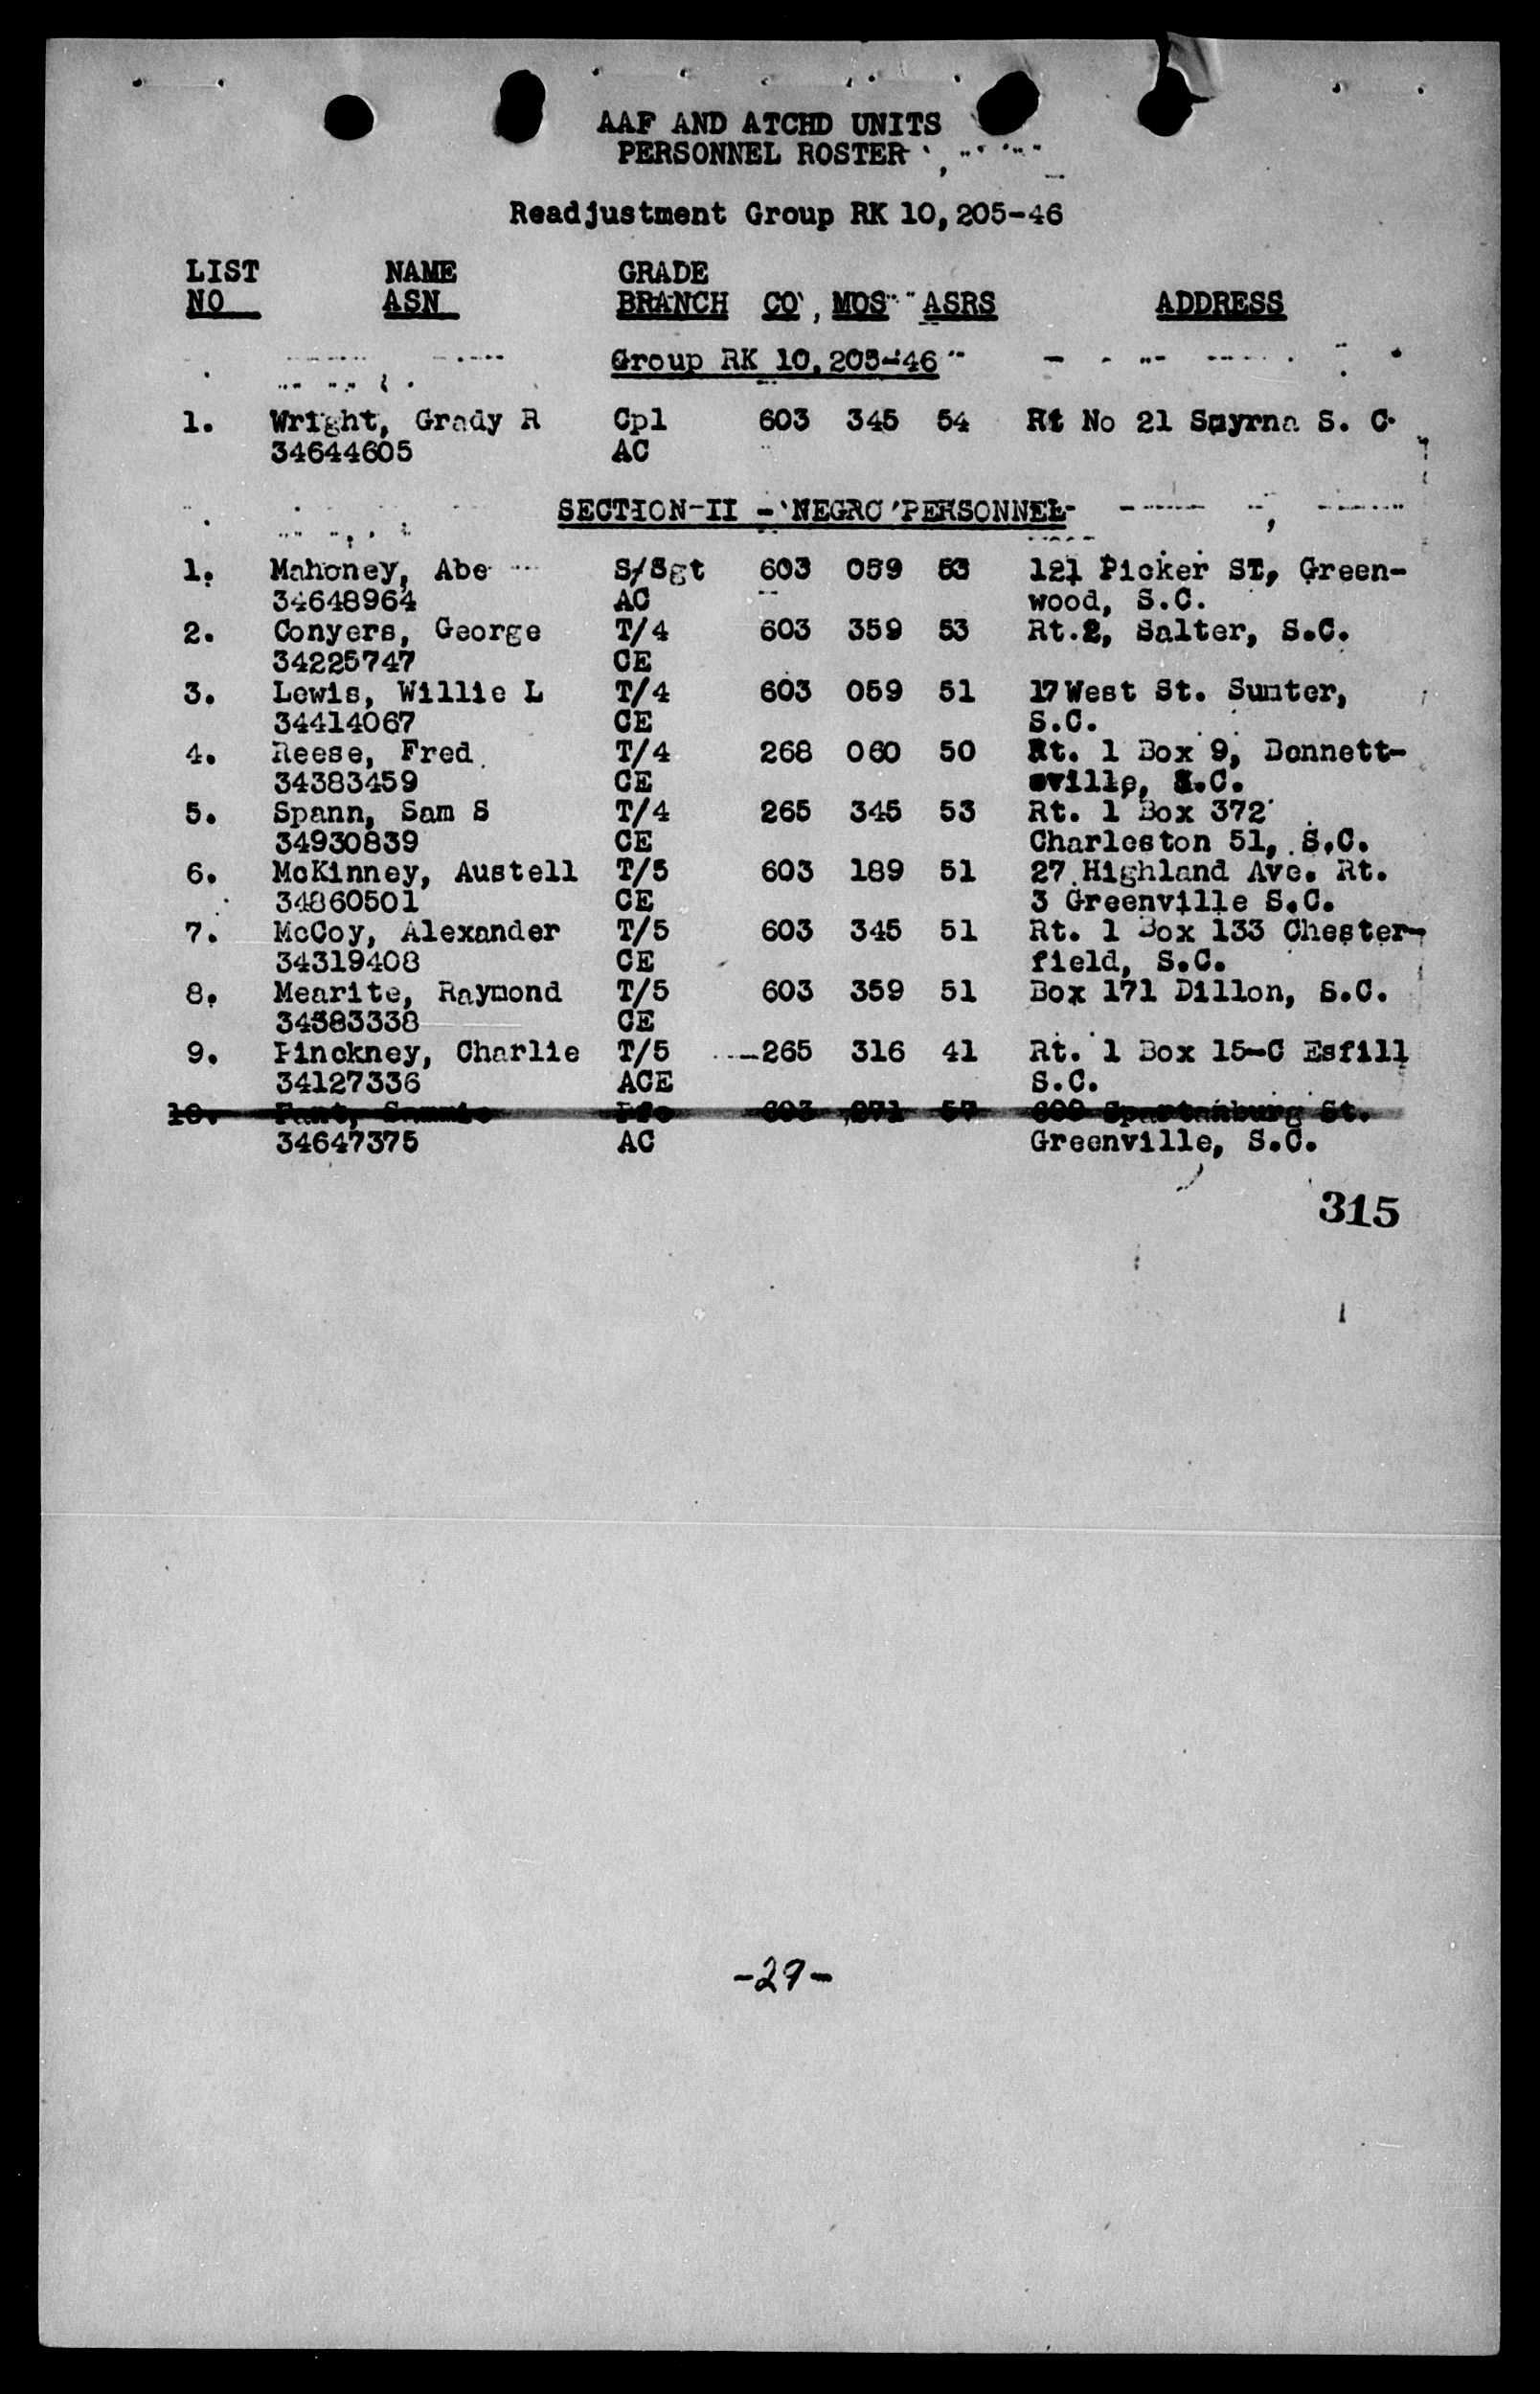 AAF AND ATCHD UNITS
PERSONNEL ROSTER
Readjustment Group RK 10,205-46
LIST NAME GRADE
NO ASN BRANCH CO, MOS ASRS ADDRESS
Group RK 10,205-46
1. Wright, Grady R Cpl 603 345 54 Rt No 21 Smyrna S. C.
34644605 AC
SECTION-II - NEGRO PERSONNEL
1. Mahoney, Abe S/Sgt 603 059 53 121 Picker ST, Green-
34648964 AC wood, S.C.
2. Conyers, George T/4 603 359 53 Rt.2, Salter, S.C.
34225747 CE
3. Lewis, Willie L T/4 603 059 51 17 West St. Sumter,
34414067 CE S.C.
4. Reese, Fred T/4 268 060 50 Rt. 1 Box 9, Bennett-
34383459 CE sville, S.C.
5. Spann, Sam S T/4 265 345 53 Rt. 1 Box 372
34930839 CE Charleston 51, S.C.
6. McKinney, Austell T/5 603 189 51 27 Highland Ave. Rt.
34860501 CE 3 Greenville S.C.
7. McCoy, Alexander T/5 603 345 51 Rt. 1 Box 133 Chester-
34319408 CE field, S.C.
8. Mearite, Raymond T/5 603 359 51 Box 171 Dillon, S.C.
34383338 CE
9. Pinckney, Charlie T/5 265 316 41 Rt. 1 Box 15-C Esfill
34127336 ACE S.C.
10. Fant, Sammie Pfc 603 271 57 Spartanburg St.
34647375 AC Greenville, S.C.
315
-29-